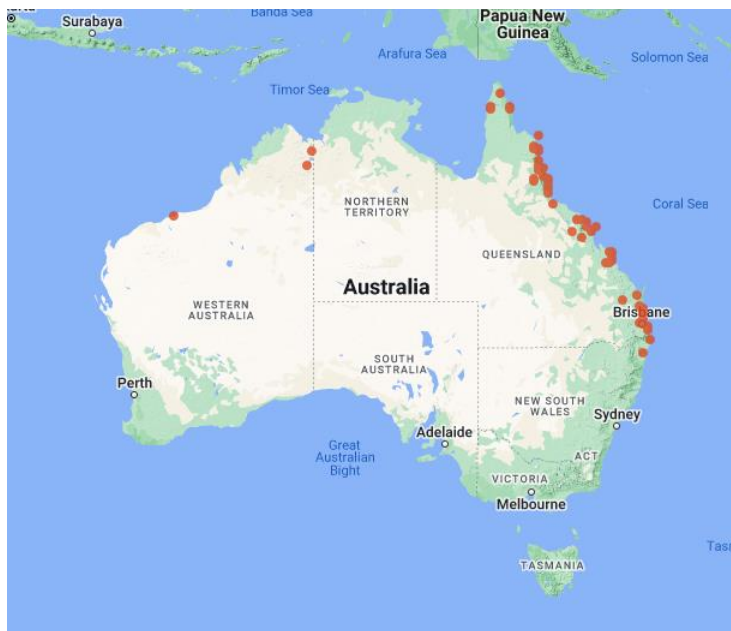 Banda Sea
Papua New
Guinea
Surabaya
Arafura Sea
Solomon Sea
Timor Sea
NORTHERN
TERRITORY
Coral Sea
QUEENSLAND
Australia
WESTERN
AUSTRALIA
Brisbane
SOUTH
AUSTRALIA
Perth
NEW SOUTH
WALES
Sydney
Adelaide
Great
Australian
Bight
ACT
VICTORIA
Melbourne
Tas
TASMANIA